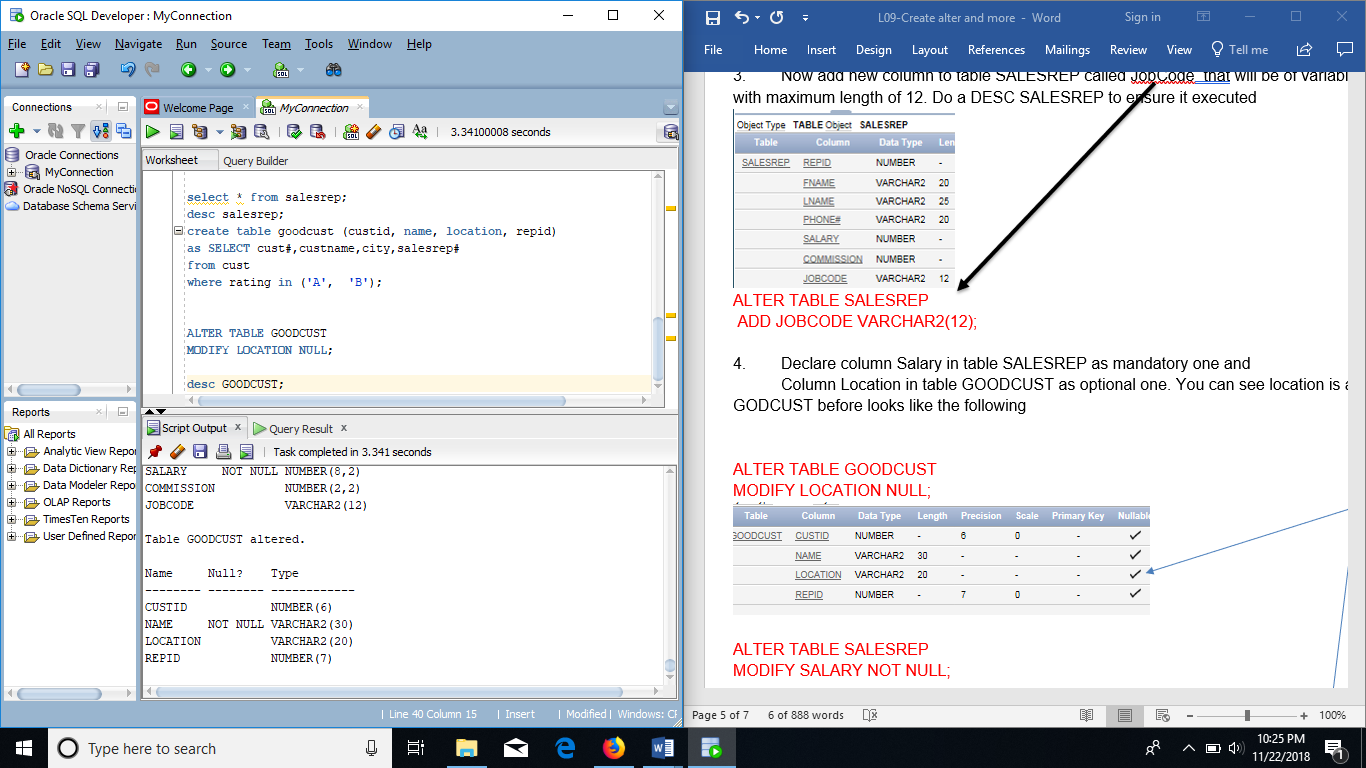 Oracle SQL Developer : MyConnection
File Edit View Navigate Run Source Team Tools Window Help
SQL
Connections
Oracle Connections
MyConnection
Oracle NoSQL Connecti
Database Schema Servi
Reports
All Reports
Analytic View Repor
Data Dictionary Rep
Data Modeler Repo
OLAP Reports
TimesTen Reports
User Defined Repor
Welcome Page
MyConnection
Aa
3.34100008 seconds
Worksheet Query Builder
select * from salesrep;
desc salesrep;
create table goodcust (custid, name, location, repid)
as SELECT cust#,custname,city,salesrep#
from cust
where rating in ('A', 'B');
ALTER TABLE GOODCUST
MODIFY LOCATION NULL;
desc GOODCUST;
Script Output x Query Result x
Task completed in 3.341 seconds
SALARY NOT NULL NUMBER(8,2)
COMMISSION NUMBER(2,2)
JOBCODE VARCHAR2(12)
Table GOODCUST altered.
Name Null? Type
-------- -------- ------------
CUSTID NUMBER(6)
NAME NOT NULL VARCHAR2(30)
LOCATION VARCHAR2(20)
REPID NUMBER(7)
| Line 40 Column 15 | Insert | Modified | Windows: CF
L09-Create alter and more - Word Sign in
File Home Insert Design Layout References Mailings Review View Tell me
3. Now add new column to table SALESREP called JobCode that will be of variabl
with maximum length of 12. Do a DESC SALESREP to ensure it executed
Object Type TABLE Object SALESREP
Table Column Data Type Len
SALESREP REPID NUMBER -
FNAME VARCHAR2 20
LNAME VARCHAR2 25
PHONE# VARCHAR2 20
SALARY NUMBER -
COMMISSION NUMBER -
JOBCODE VARCHAR2 12
ALTER TABLE SALESREP
ADD JOBCODE VARCHAR2(12);
4. Declare column Salary in table SALESREP as mandatory one and
Column Location in table GOODCUST as optional one. You can see location is a
GODCUST before looks like the following
ALTER TABLE GOODCUST
MODIFY LOCATION NULL;
Table Column Data Type Length Precision Scale Primary Key Nullabl
GOODCUST CUSTID NUMBER - 6 0 - ✓
NAME VARCHAR2 30 - - - ✓
LOCATION VARCHAR2 20 - - - ✓
REPID NUMBER - 7 0 - ✓
ALTER TABLE SALESREP
MODIFY SALARY NOT NULL;
Page 5 of 7 6 of 888 words 100%
Type here to search
10:25 PM
11/22/2018
1